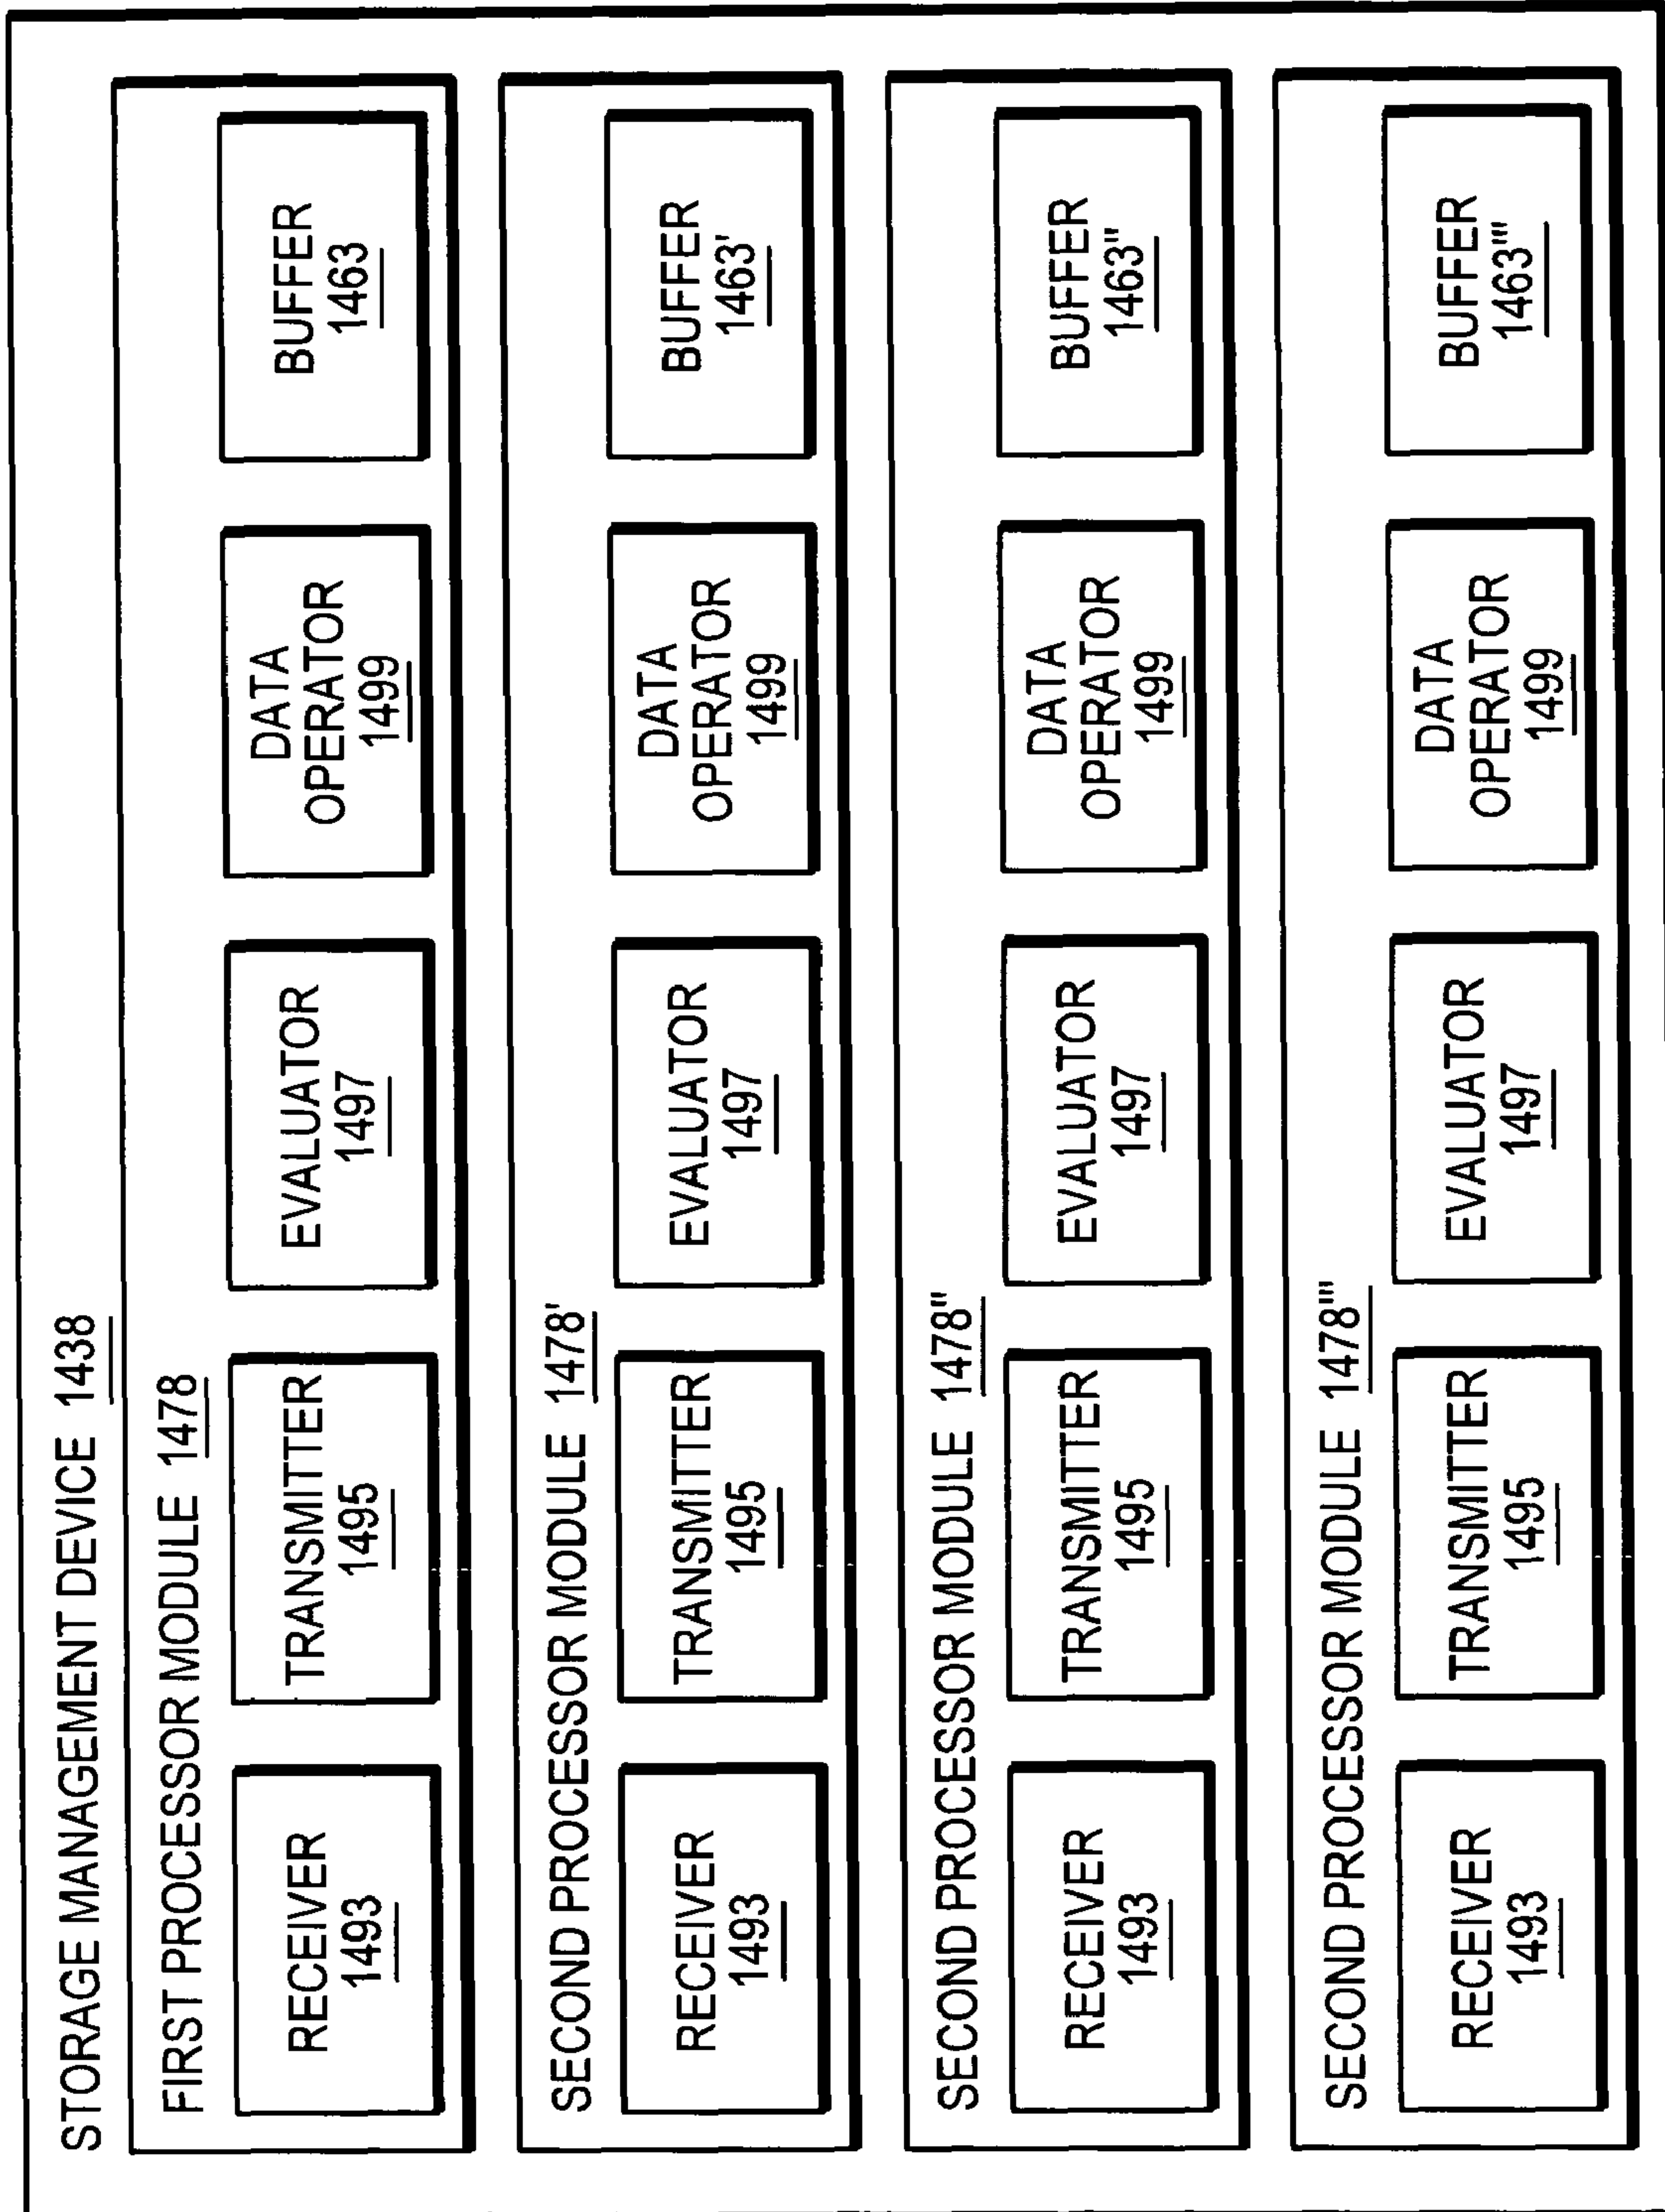 STORAGE MANAGEMENT DEVICE 1438
FIRST PROCESSOR MODULE 1478
RECEIVER
1493
TRANSMITTER
1495
EVALUATOR
1497
DATA
OPERATOR
1499
BUFFER
1463
SECOND PROCESSOR MODULE 1478'
RECEIVER
1493
TRANSMITTER
1495
EVALUATOR
1497
DATA
OPERATOR
1499
BUFFER
1463'
SECOND PROCESSOR MODULE 1478"
RECEIVER
1493
TRANSMITTER
1495
EVALUATOR
1497
DATA
OPERATOR
1499
BUFFER
1463"
SECOND PROCESSOR MODULE 1478'"
RECEIVER
1493
TRANSMITTER
1495
EVALUATOR
1497
DATA
OPERATOR
1499
BUFFER
1463'"